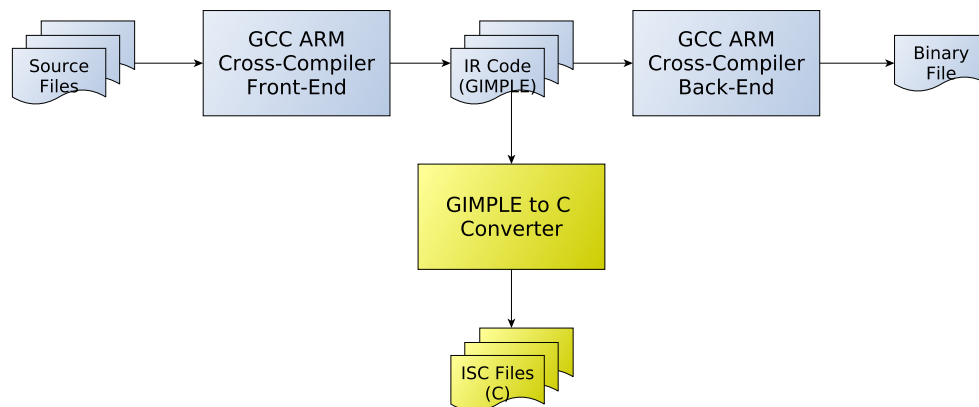 Source
Files
GCC ARM
Cross-Compiler
Front-End
IR Code
(GIMPLE)
GCC ARM
Cross-Compiler
Back-End
Binary
File
GIMPLE to C
Converter
ISC Files
(C)